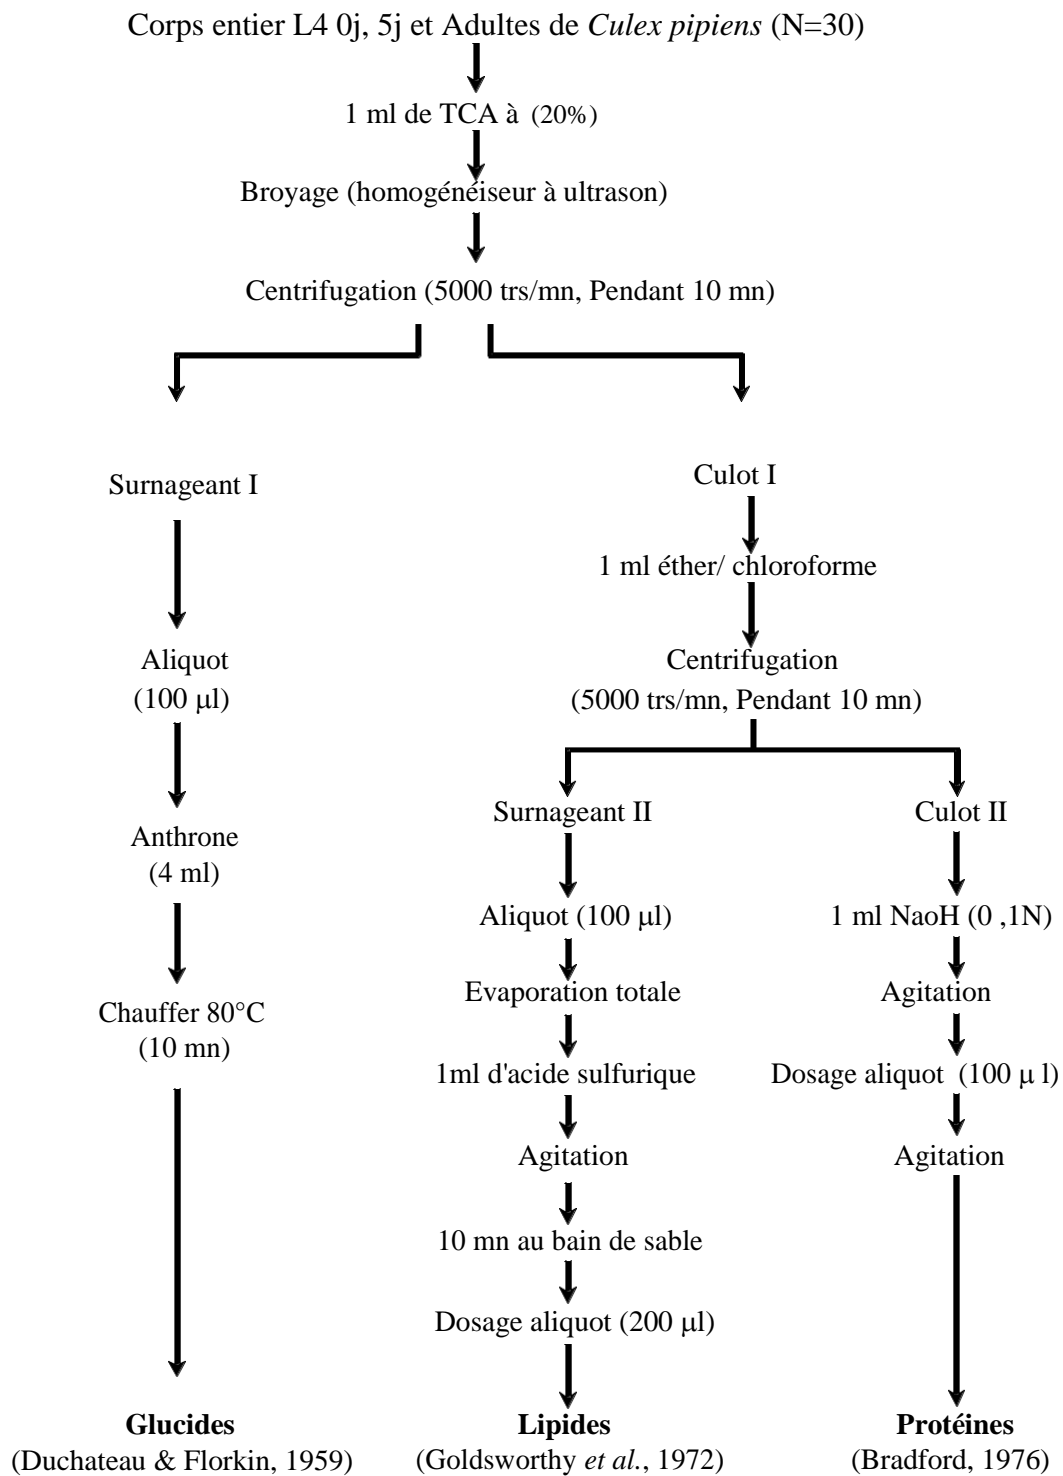 Corps entier L4 0j, 5j et Adultes de Culex pipiens (N=30)
1 ml de TCA à (20%)
Broyage (homogénéiseur à ultrason)
Centrifugation (5000 trs/mn, Pendant 10 mn)
Surnageant I
Aliquot
(100 µl)
Anthrone
(4 ml)
Chauffer 80°C
(10 mn)
Glucides
(Duchateau & Florkin, 1959)
Culot I
1 ml éther/ chloroforme
Centrifugation
(5000 trs/mn, Pendant 10 mn)
Surnageant II
Aliquot (100 µl)
Evaporation totale
1ml d'acide sulfurique
Agitation
10 mn au bain de sable
Dosage aliquot (200 µl)
Lipides
(Goldsworthy et al., 1972)
Culot II
1 ml NaoH (0 ,1N)
Agitation
Dosage aliquot (100 µ l)
Agitation
Protéines
(Bradford, 1976)